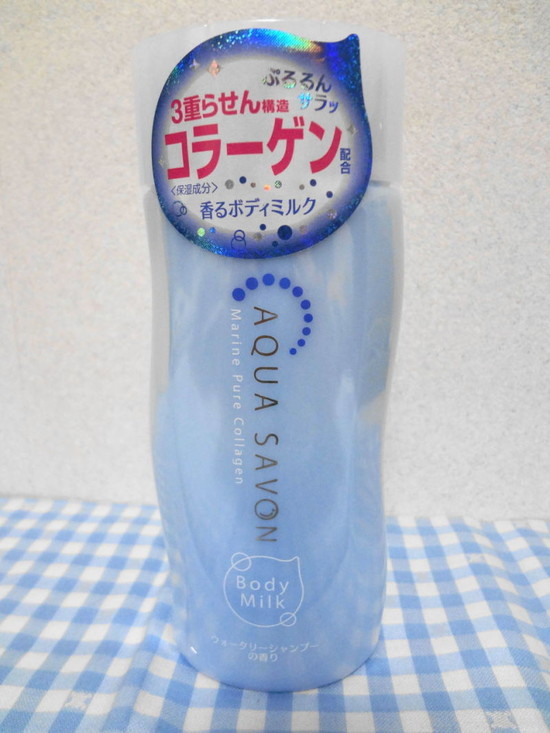 ぷるるん
サラッ
3重らせん構造
コラーゲン配合
〈保湿成分〉
香るボディミルク
AQUA SAVON
Marine Pure Collagen
Body
Milk
ウォータリーシャンプー
の香り